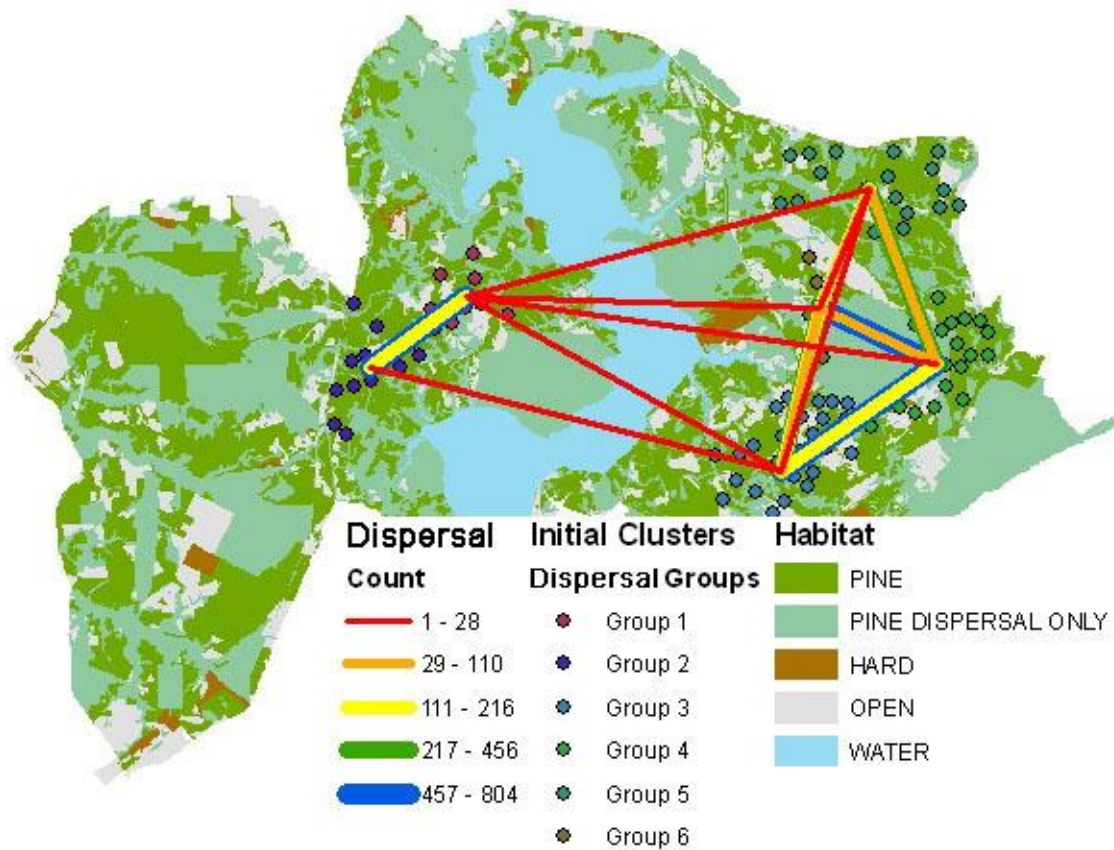 Dispersal
Count
1 - 28
29 - 110
111 - 216
217 - 456
457 - 804
Initial Clusters
Dispersal Groups
Group 1
Group 2
Group 3
Group 4
Group 5
Group 6
Habitat
PINE
PINE DISPERSAL ONLY
HARD
OPEN
WATER